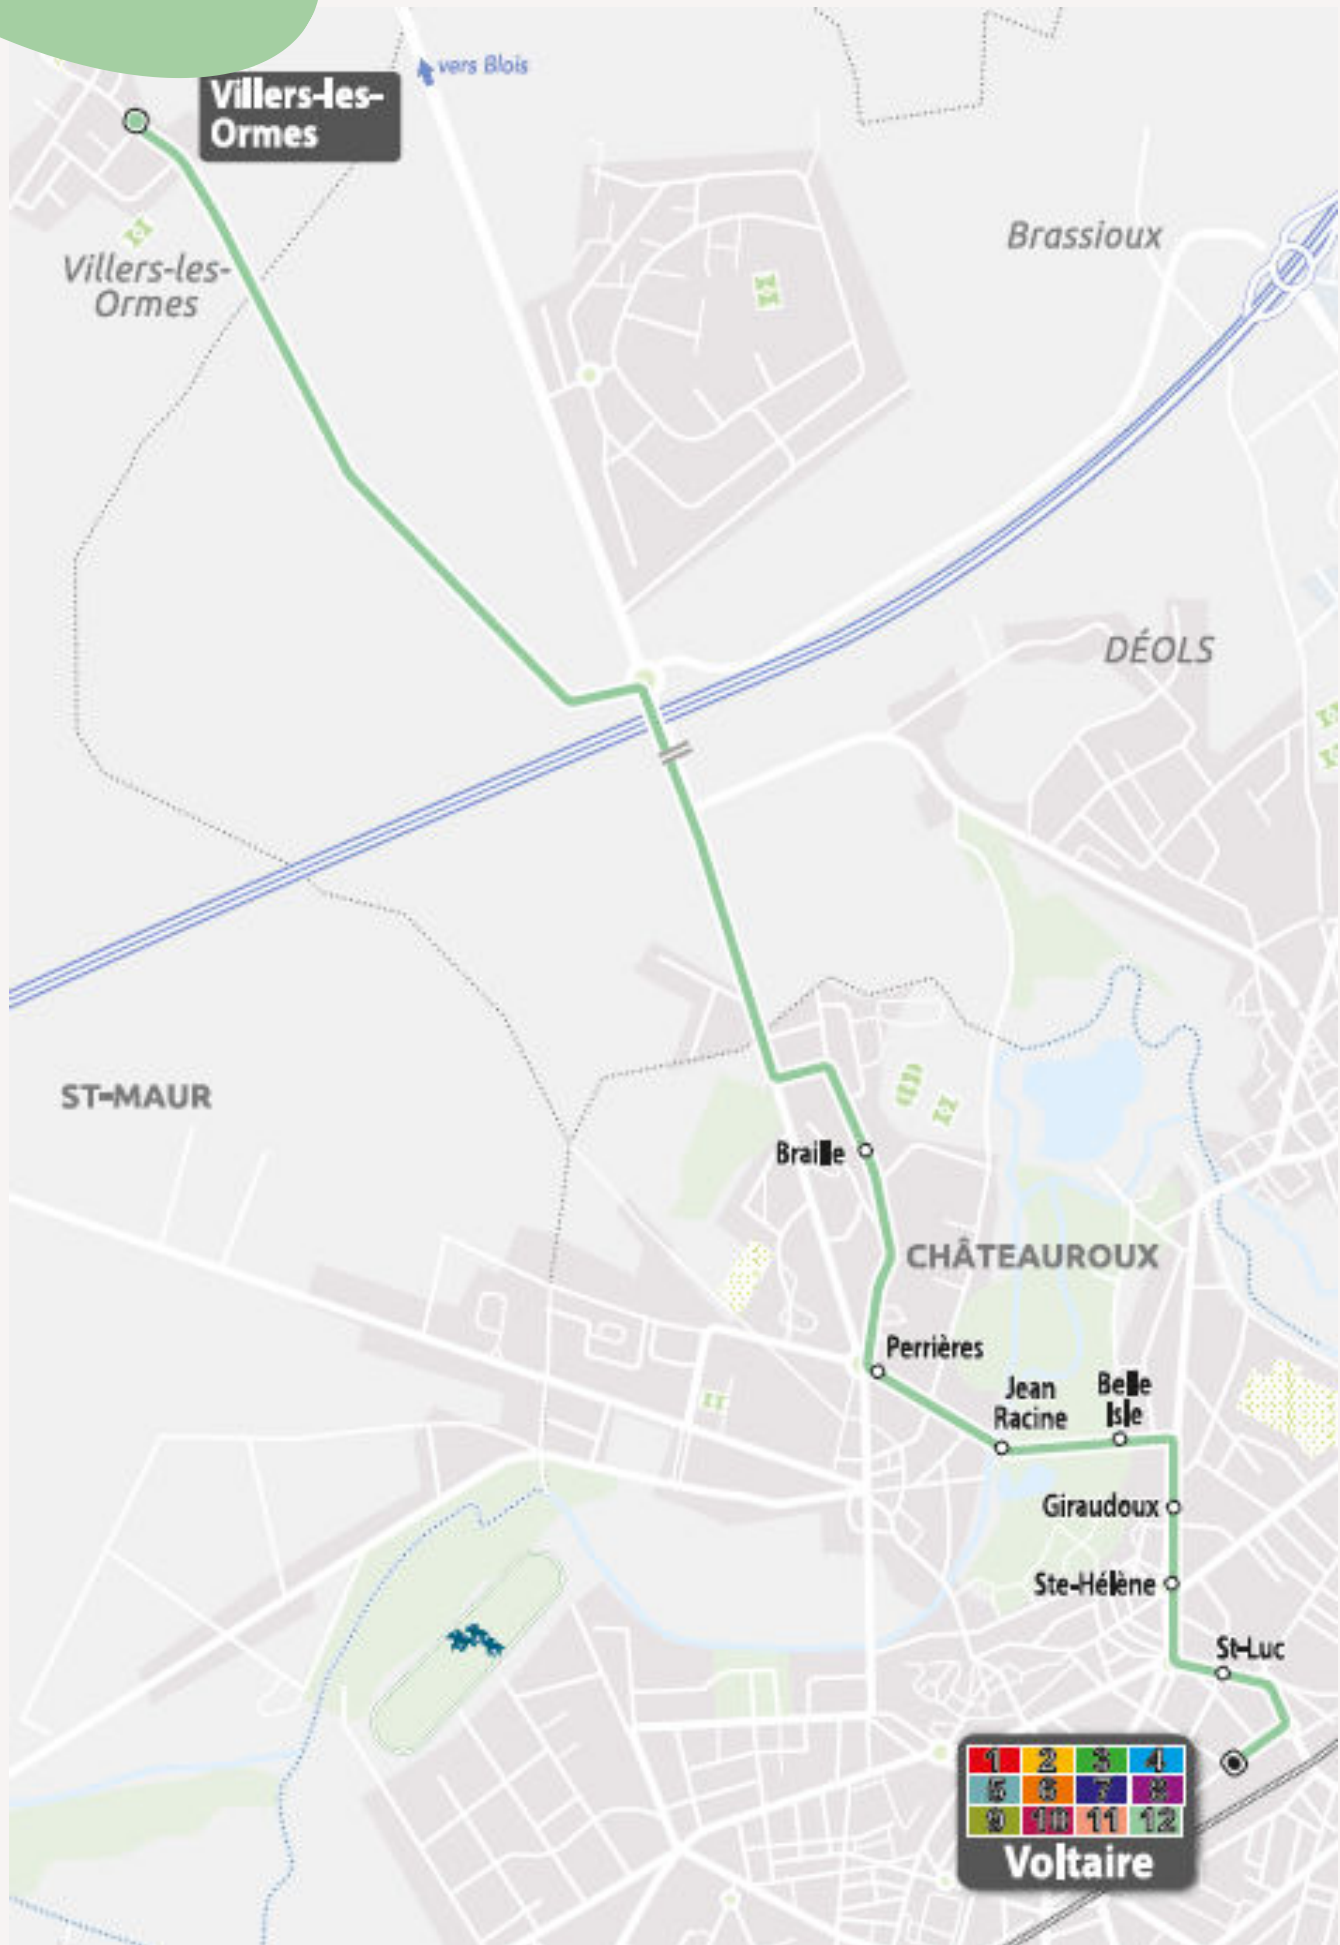 Villers-les-
Ormes
vers Blois
Brassioux
Villers-les-
Ormes
DÉOLS
ST-MAUR
Braille
CHÂTEAUROUX
Perrières
Jean
Racine
Belle
Isle
Giraudoux
Ste-Hélène
St-Luc
1 2 3 4
5 6 7 8
9 10 11 12
Voltaire